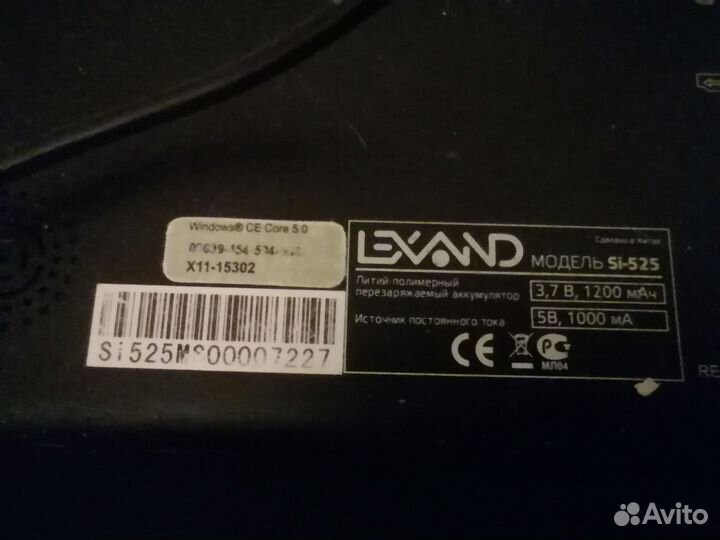 Windows® CE Core 5.0
X11-15302
Si525MS00007227
LEXAND
Сделано в Китае
МОДЕЛЬ Si-525
Литий-полимерный
перезаряжаемый аккумулятор
3,7 В, 1200 мАч
Источник постоянного тока
5В, 1000 мА
CE
МЛ04
RE
Avito